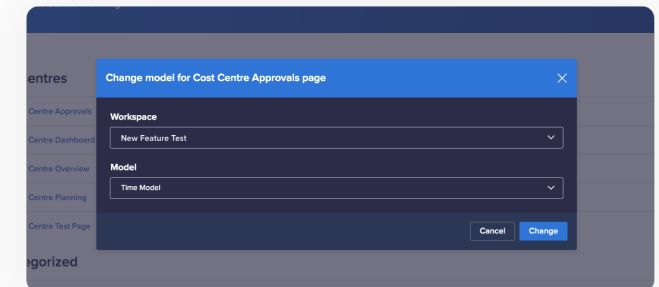 entres
Change model for Cost Centre Approvals page
Centre Approvals
Workspace
New Feature Test
Centre Dashboard
Centre Overview
Model
Time Model
Centre Planning
Centre Test Page
Cancel Change
egorized